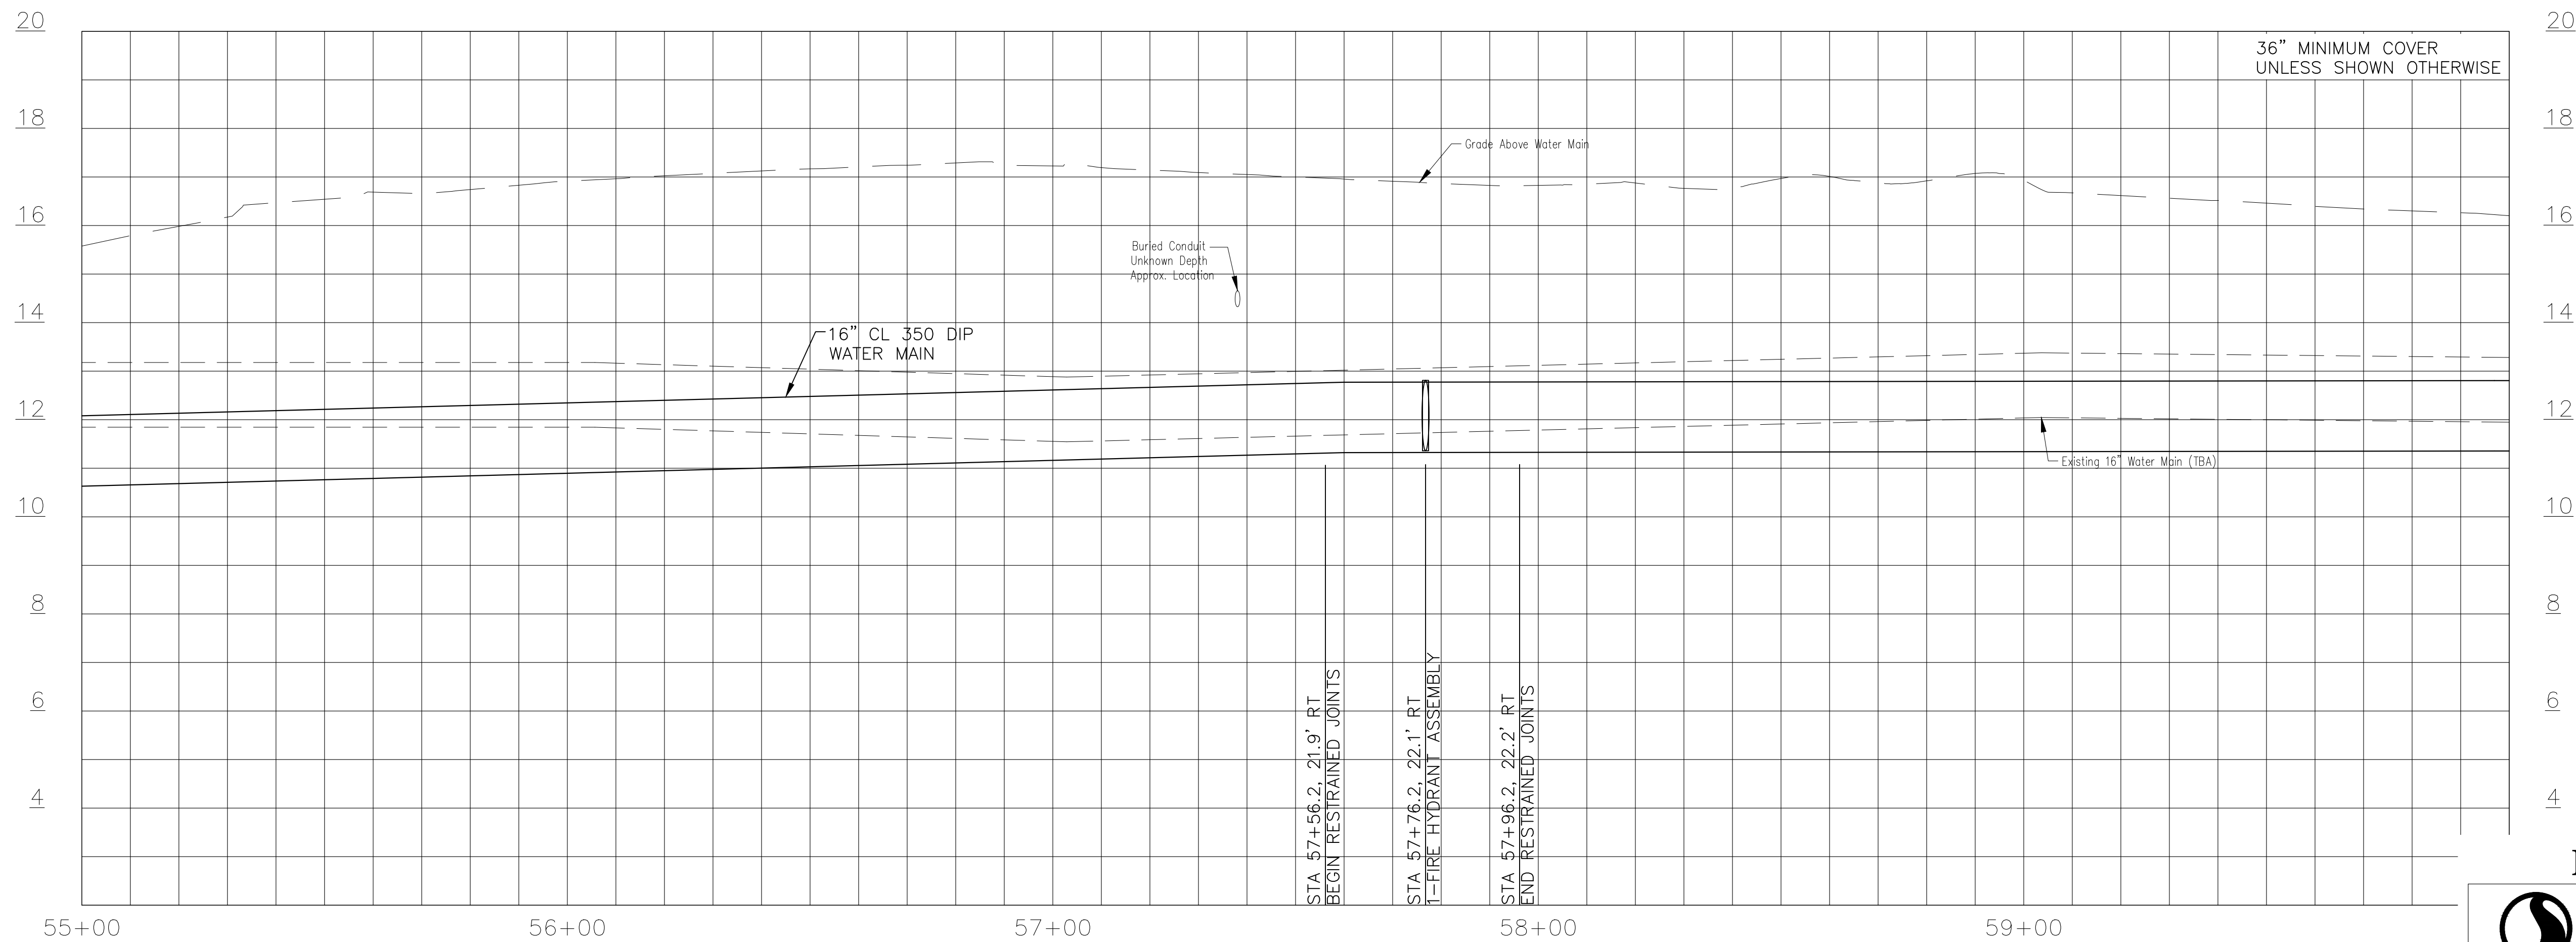 20
20
36" MINIMUM COVER
UNLESS SHOWN OTHERWISE
18
18
Grade Above Water Main
16
16
Buried Conduit
Unknown Depth
Approx. Location
14
14
16" CL 350 DIP
WATER MAIN
12
12
Existing 16" Water Main (TBA)
10
10
8
8
6
6
4
4
STA 57+56.2, 21.9' RT
BEGIN RESTRAINED JOINTS
STA 57+76.2, 22.1' RT
1-FIRE HYDRANT ASSEMBLY
STA 57+96.2, 22.2' RT
END RESTRAINED JOINTS
55+00
56+00
57+00
58+00
59+00